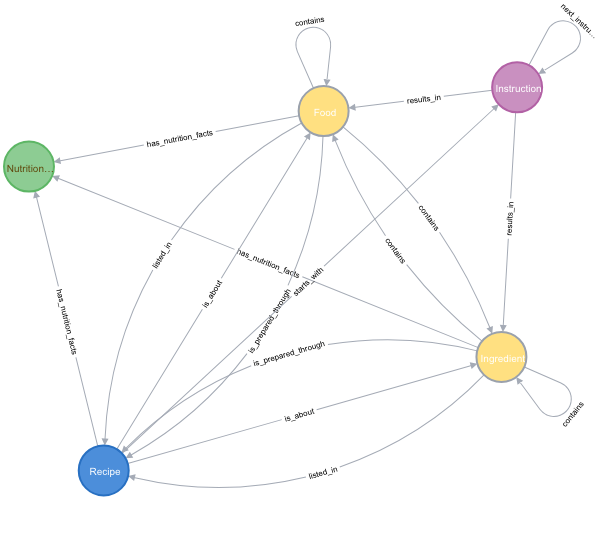 contains
next_instru...
Instruction
results_in
Food
has_nutrition_facts
Nutrition...
contains
results_in
listed_in
contains
has_nutrition_facts
starts_with
is_about
is_prepared_through
has_nutrition_facts
is_prepared_through
Ingredient
contains
is_about
Recipe
listed_in